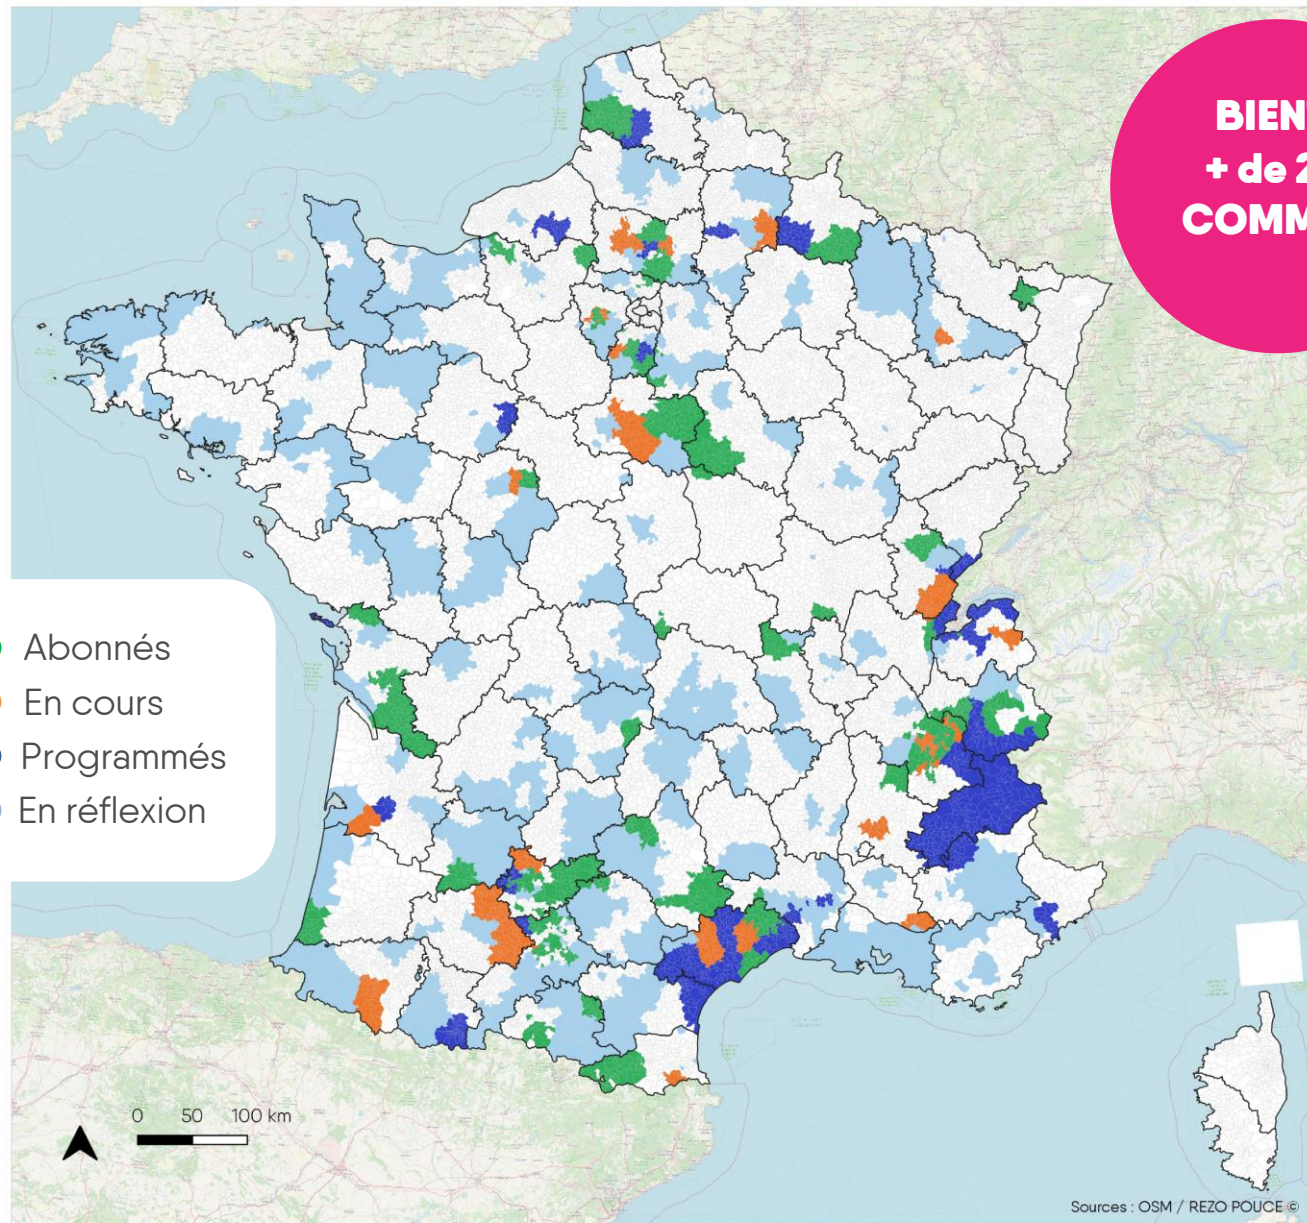 BIEN
+ de 2
COMM
Abonnés
En cours
Programmés
En réflexion
0 50 100 km
Sources : OSM / REZO POUCE ©